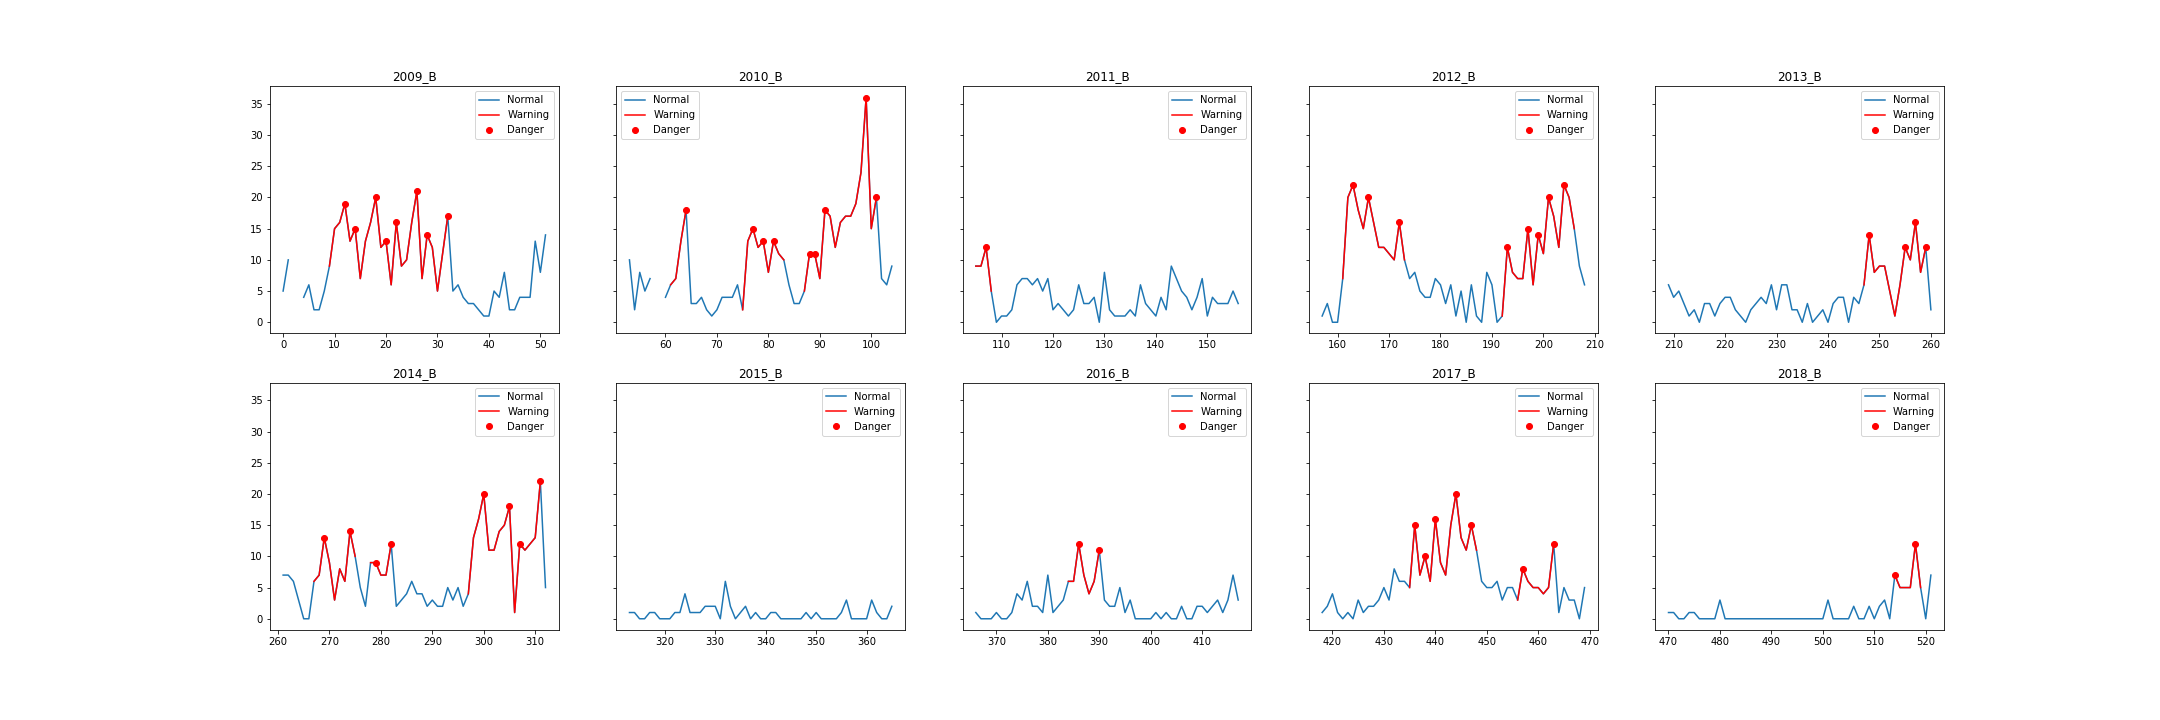 2009_B 2010_B 2011_B 2012_B 2013_B
Normal
Warning
Danger
35
30
25
20
15
10
5
0
0 10 20 30 40 50
Normal
Warning
Danger
60 70 80 90 100
Normal
Warning
Danger
110 120 130 140 150
Normal
Warning
Danger
160 170 180 190 200 210
Normal
Warning
Danger
210 220 230 240 250 260
2014_B 2015_B 2016_B 2017_B 2018_B
Normal
Warning
Danger
35
30
25
20
15
10
5
0
260 270 280 290 300 310
Normal
Warning
Danger
320 330 340 350 360
Normal
Warning
Danger
370 380 390 400 410
Normal
Warning
Danger
420 430 440 450 460 470
Normal
Warning
Danger
470 480 490 500 510 520